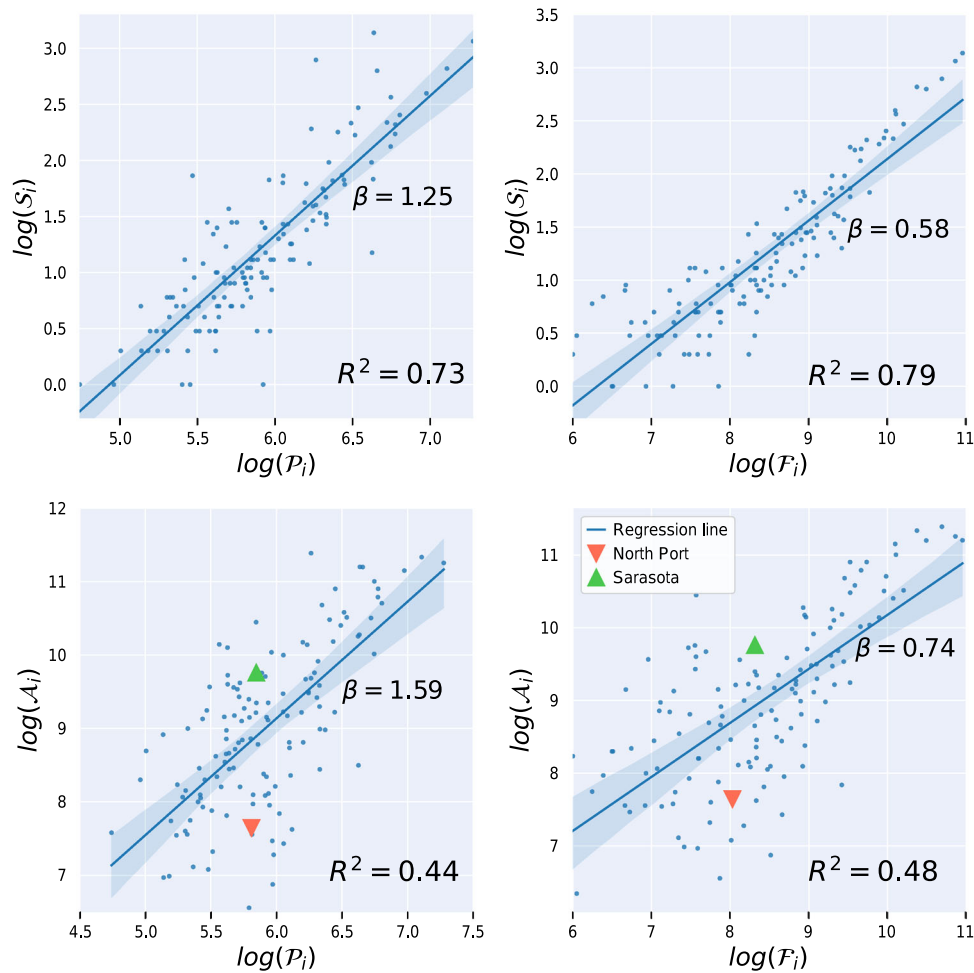 3.0
2.5
2.0
1.5
1.0
0.5
0.0
log(S_i)
β = 1.25
R² = 0.73
5.0 5.5 6.0 6.5 7.0
log(P_i)
3.5
3.0
2.5
2.0
1.5
1.0
0.5
0.0
log(S_i)
β = 0.58
R² = 0.79
6 7 8 9 10 11
log(F_i)
12
11
10
9
8
7
log(A_i)
β = 1.59
R² = 0.44
4.5 5.0 5.5 6.0 6.5 7.0 7.5
log(P_i)
Regression line
North Port
Sarasota
11
10
9
8
7
log(A_i)
β = 0.74
R² = 0.48
6 7 8 9 10 11
log(F_i)